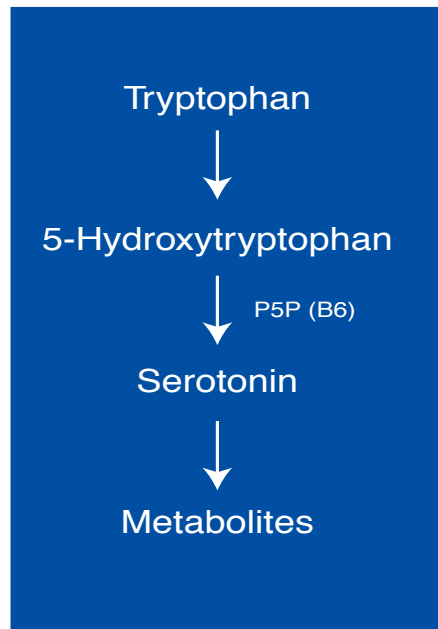 Tryptophan
5-Hydroxytryptophan
P5P (B6)
Serotonin
Metabolites